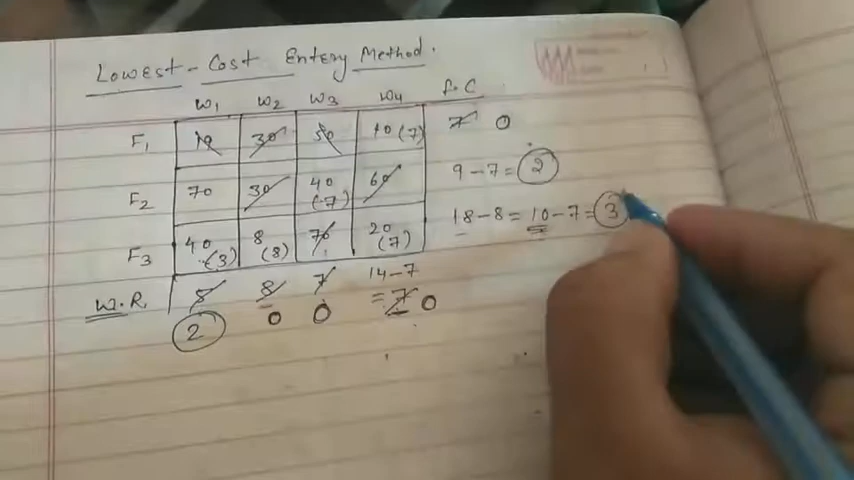 Lowest-Cost Entery Method.
W1 W2 W3 W4 F.C
F1 19 30 50 10(7) 7 0
F2 70 30 40(7) 60 9-7=2
F3 40(3) 8(8) 70 20(7) 18-8=10-7=3
W.R. 5 8 7 14-7
2 0 0 =7 0